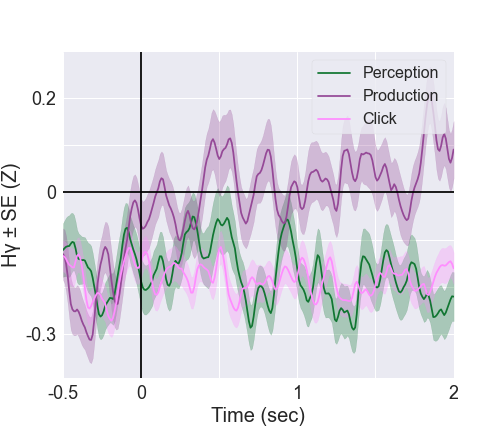 Perception
Production
Click
0.2
0
-0.3
Hγ ± SE (Z)
-0.5
0
1
2
Time (sec)